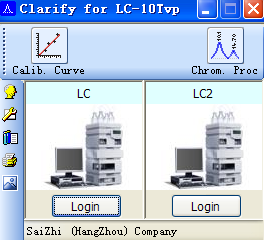 Clarify for LC-10Tvp
Calib. Curve
Chrom. Proc
LC
LC2
Login
Login
SaiZhi (HangZhou) Company